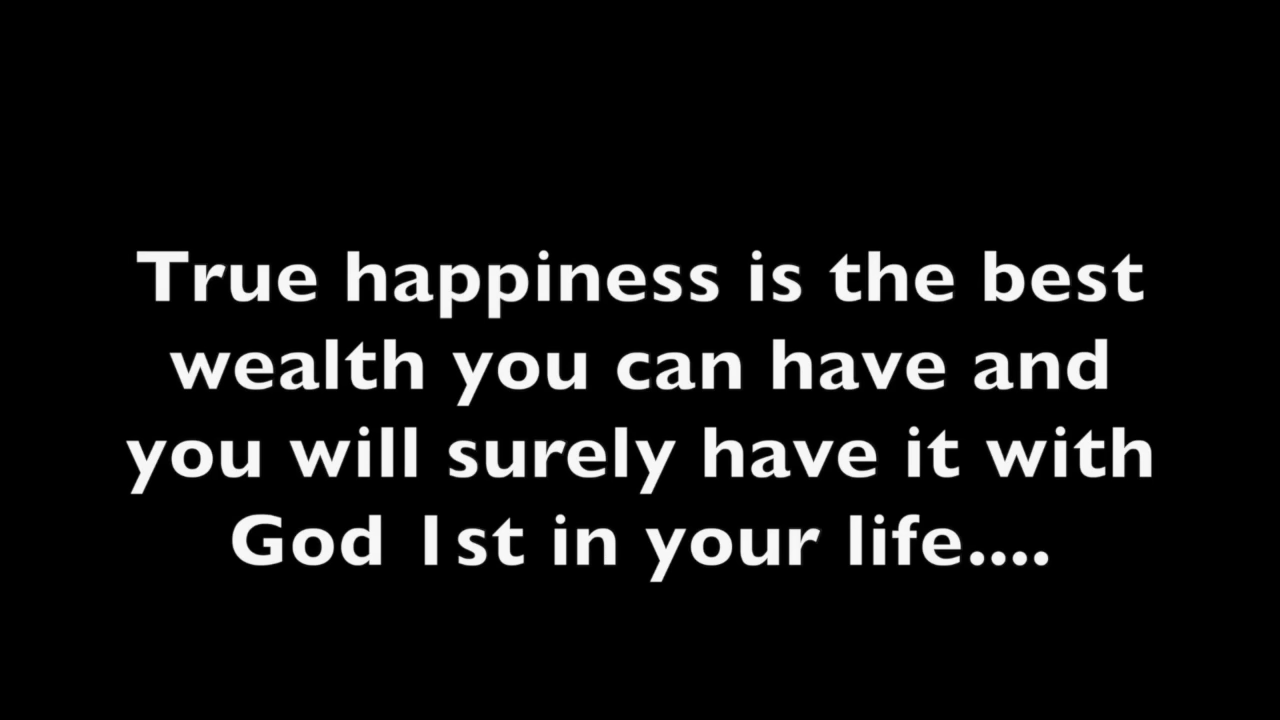 True happiness is the best
wealth you can have and
you will surely have it with
God 1st in your life....